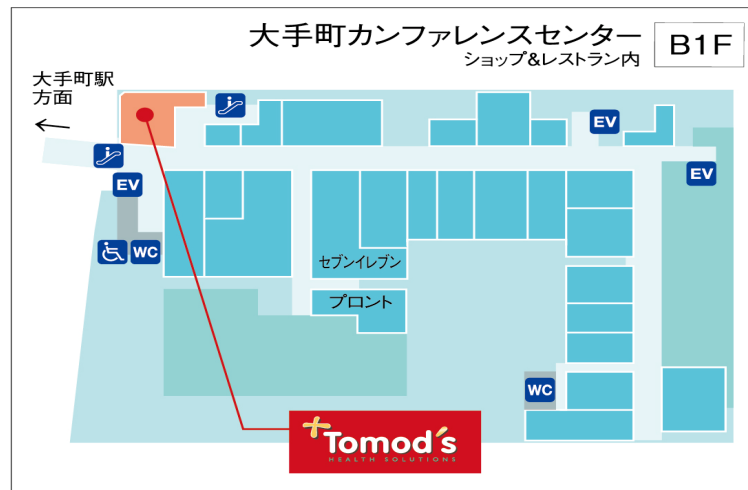 大手町カンファレンスセンター
ショップ&レストラン内
B1F
大手町駅
方面
EV
EV
EV
WC
セブンイレブン
プロント
WC
Tomod's
HEALTH SOLUTIONS